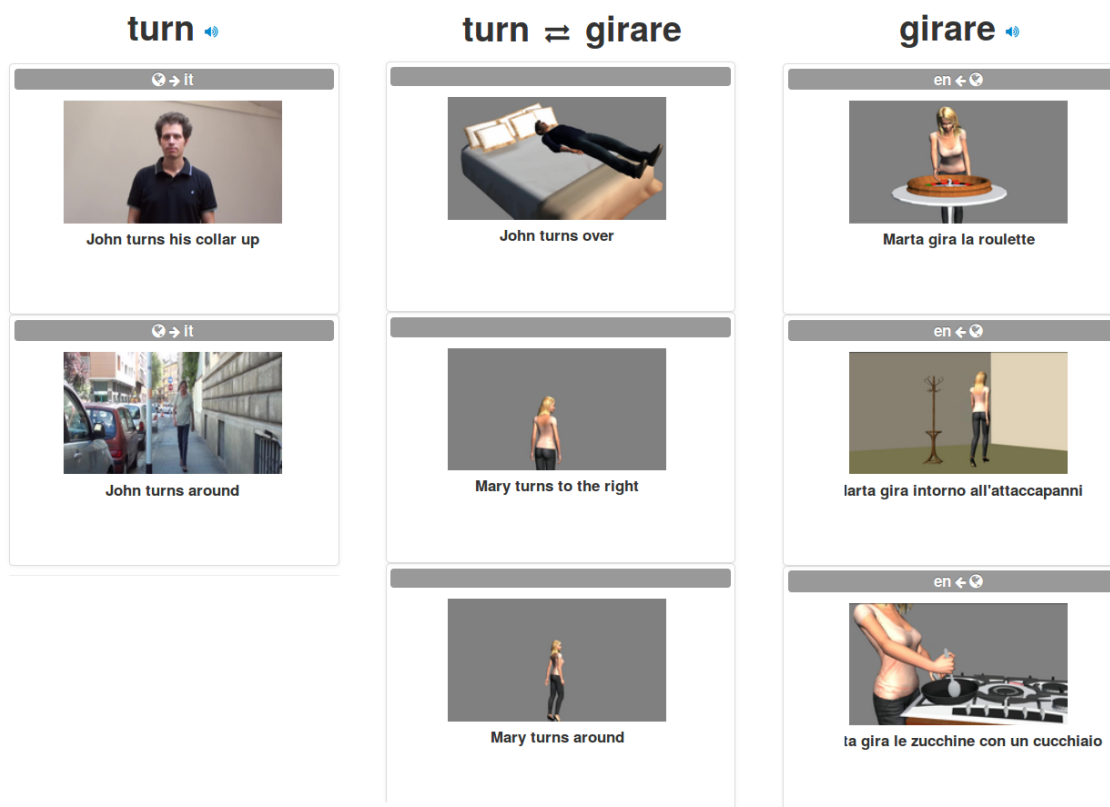 turn
it
John turns his collar up
it
John turns around
turn ⇄ girare
John turns over
Mary turns to the right
Mary turns around
girare
en
Marta gira la roulette
en
arta gira intorno all'attaccapanni
en
ta gira le zucchine con un cucchiaio